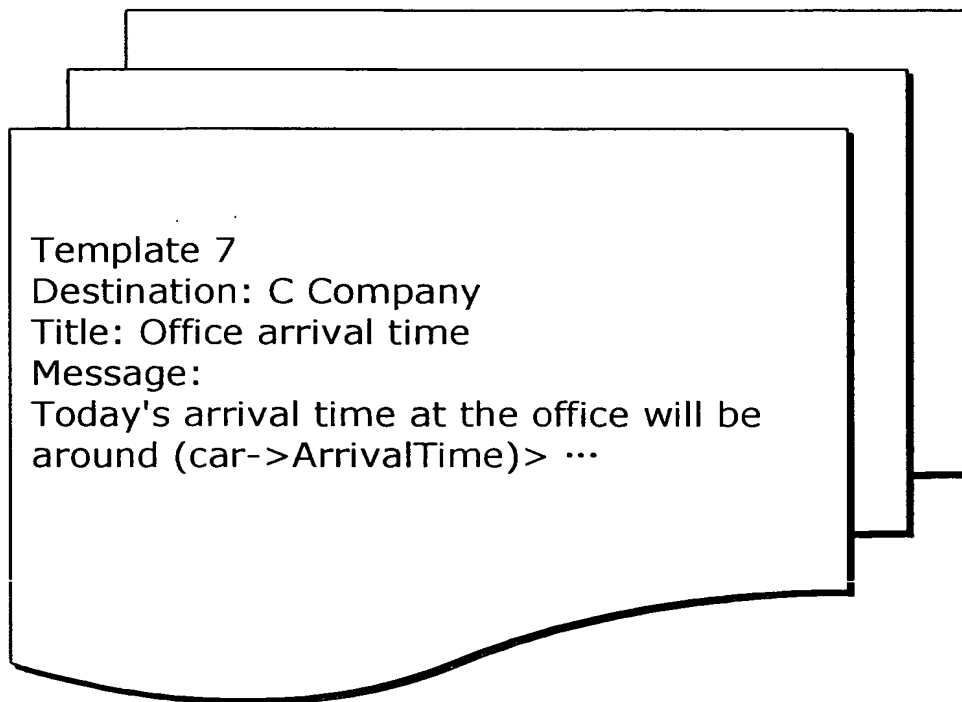 Template 7
Destination: C Company
Title: Office arrival time
Message:
Today's arrival time at the office will be
around (car->ArrivalTime)> ···